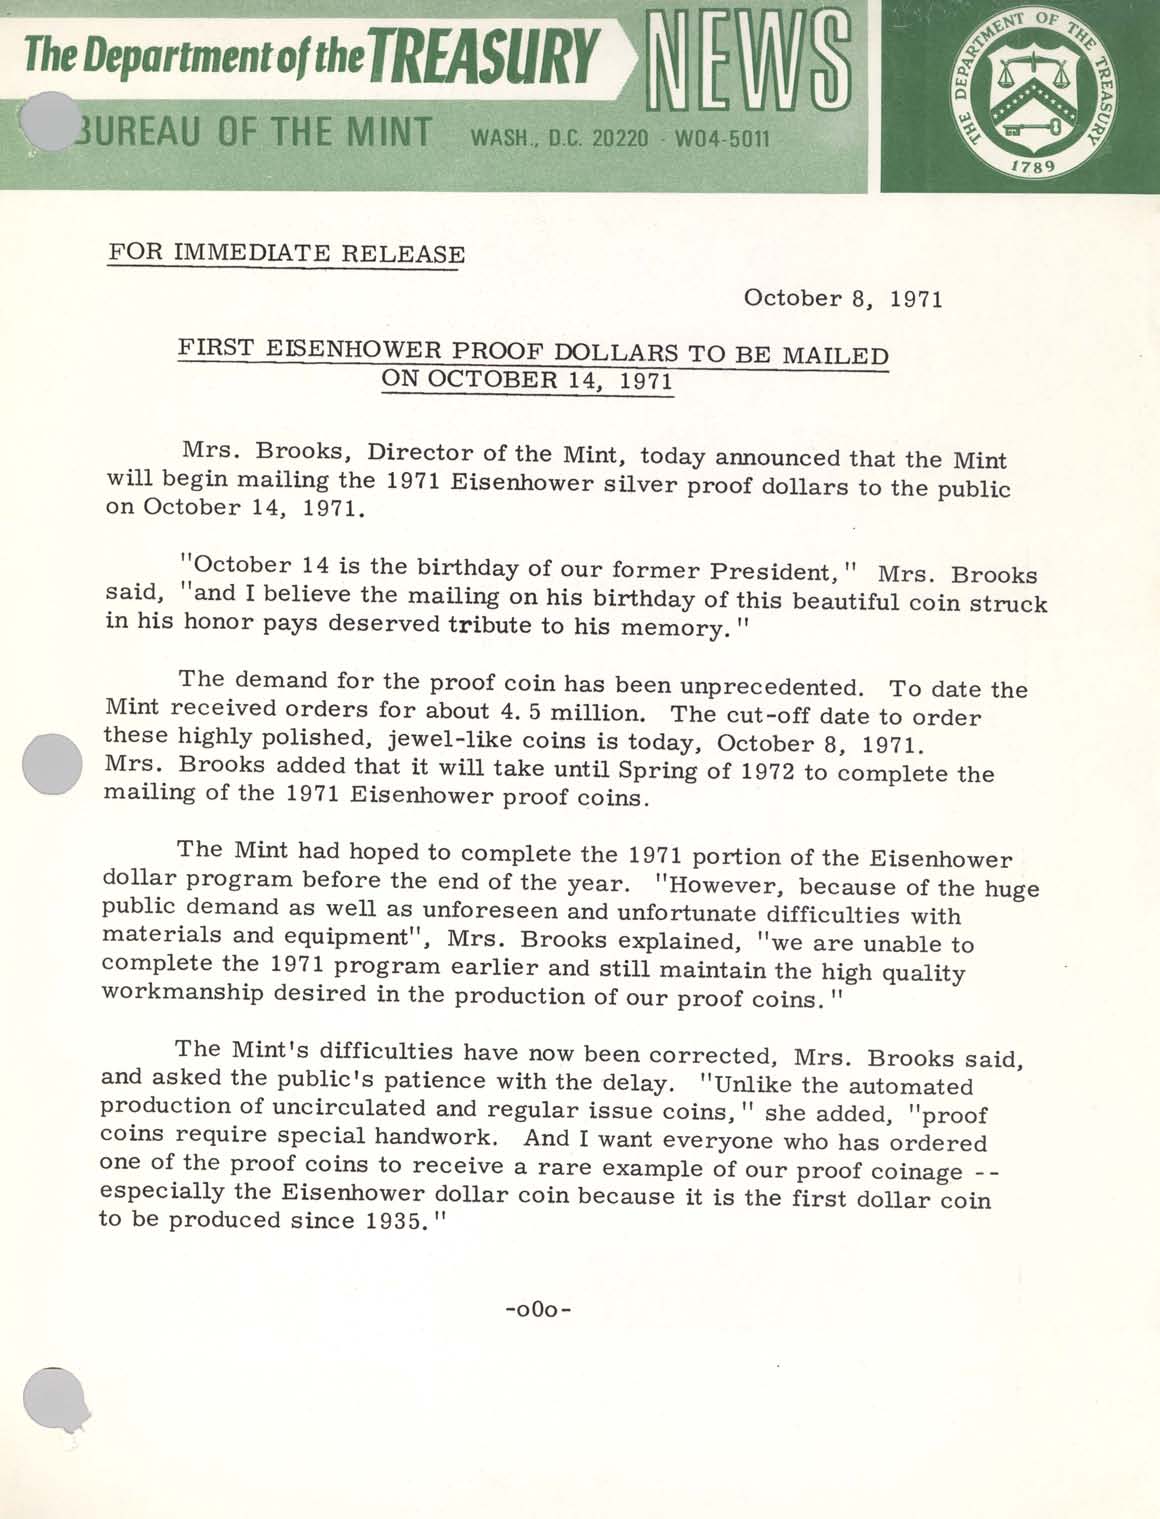 The Department of the TREASURY NEWS
BUREAU OF THE MINT WASH., D.C. 20220 - W04-5011
THE DEPARTMENT OF THE TREASURY
1789
FOR IMMEDIATE RELEASE
October 8, 1971
FIRST EISENHOWER PROOF DOLLARS TO BE MAILED
ON OCTOBER 14, 1971
Mrs. Brooks, Director of the Mint, today announced that the Mint
will begin mailing the 1971 Eisenhower silver proof dollars to the public
on October 14, 1971.
"October 14 is the birthday of our former President," Mrs. Brooks
said, "and I believe the mailing on his birthday of this beautiful coin struck
in his honor pays deserved tribute to his memory."
The demand for the proof coin has been unprecedented. To date the
Mint received orders for about 4.5 million. The cut-off date to order
these highly polished, jewel-like coins is today, October 8, 1971.
Mrs. Brooks added that it will take until Spring of 1972 to complete the
mailing of the 1971 Eisenhower proof coins.
The Mint had hoped to complete the 1971 portion of the Eisenhower
dollar program before the end of the year. "However, because of the huge
public demand as well as unforeseen and unfortunate difficulties with
materials and equipment", Mrs. Brooks explained, "we are unable to
complete the 1971 program earlier and still maintain the high quality
workmanship desired in the production of our proof coins."
The Mint's difficulties have now been corrected, Mrs. Brooks said,
and asked the public's patience with the delay. "Unlike the automated
production of uncirculated and regular issue coins," she added, "proof
coins require special handwork. And I want everyone who has ordered
one of the proof coins to receive a rare example of our proof coinage --
especially the Eisenhower dollar coin because it is the first dollar coin
to be produced since 1935."
-o0o-